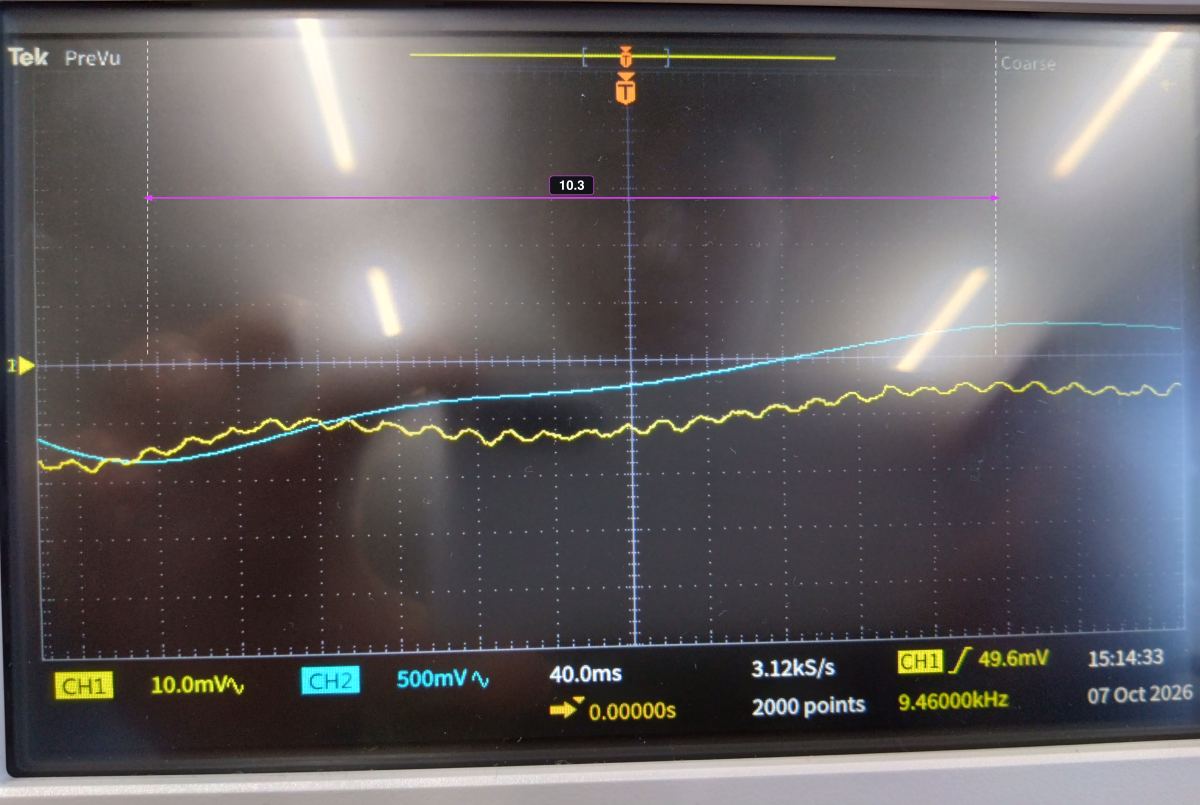 Tek PreVu
T
Coarse
T
10.3
1
CH1 10.0mV CH2 500mV 40.0ms 3.12kS/s CH1 49.6mV 15:14:33
0.00000s 2000 points 9.46000kHz 07 Oct 2026